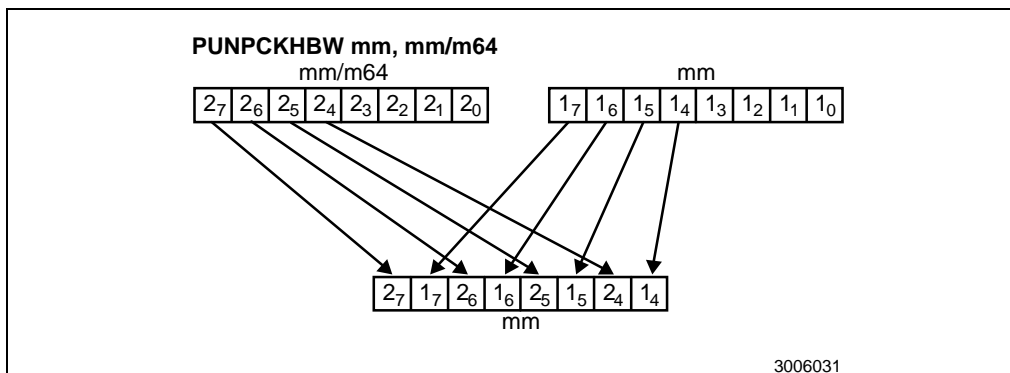 PUNPCKHBW mm, mm/m64
mm/m64 mm
2₇ 2₆ 2₅ 2₄ 2₃ 2₂ 2₁ 2₀ 1₇ 1₆ 1₅ 1₄ 1₃ 1₂ 1₁ 1₀
2₇ 1₇ 2₆ 1₆ 2₅ 1₅ 2₄ 1₄
mm
3006031